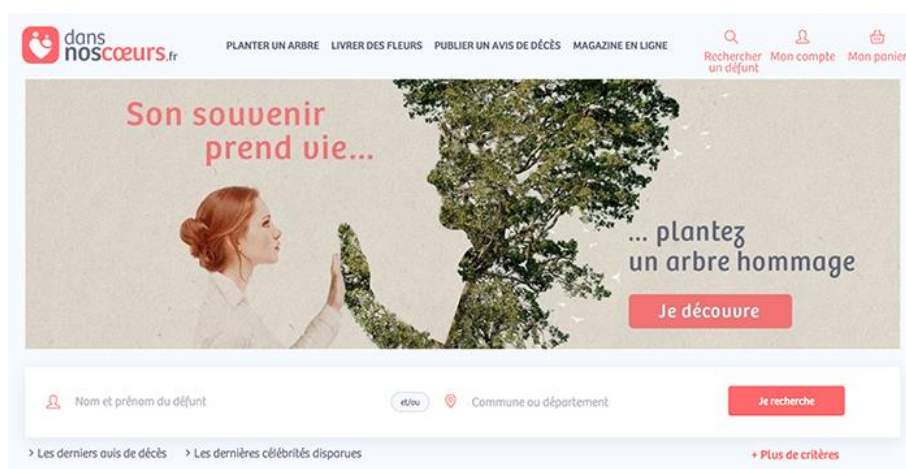 dans
noscœurs.fr
PLANTER UN ARBRE LIVRER DES FLEURS PUBLIER UN AVIS DE DÉCÈS MAGAZINE EN LIGNE
Rechercher
un défunt
Mon compte
Mon panier
Son souvenir
prend vie...
... plantez
un arbre hommage
Je découvre
Nom et prénom du défunt
et/ou
Commune ou département
Je recherche
> Les derniers avis de décès > Les dernières célébrités disparues
+ Plus de critères